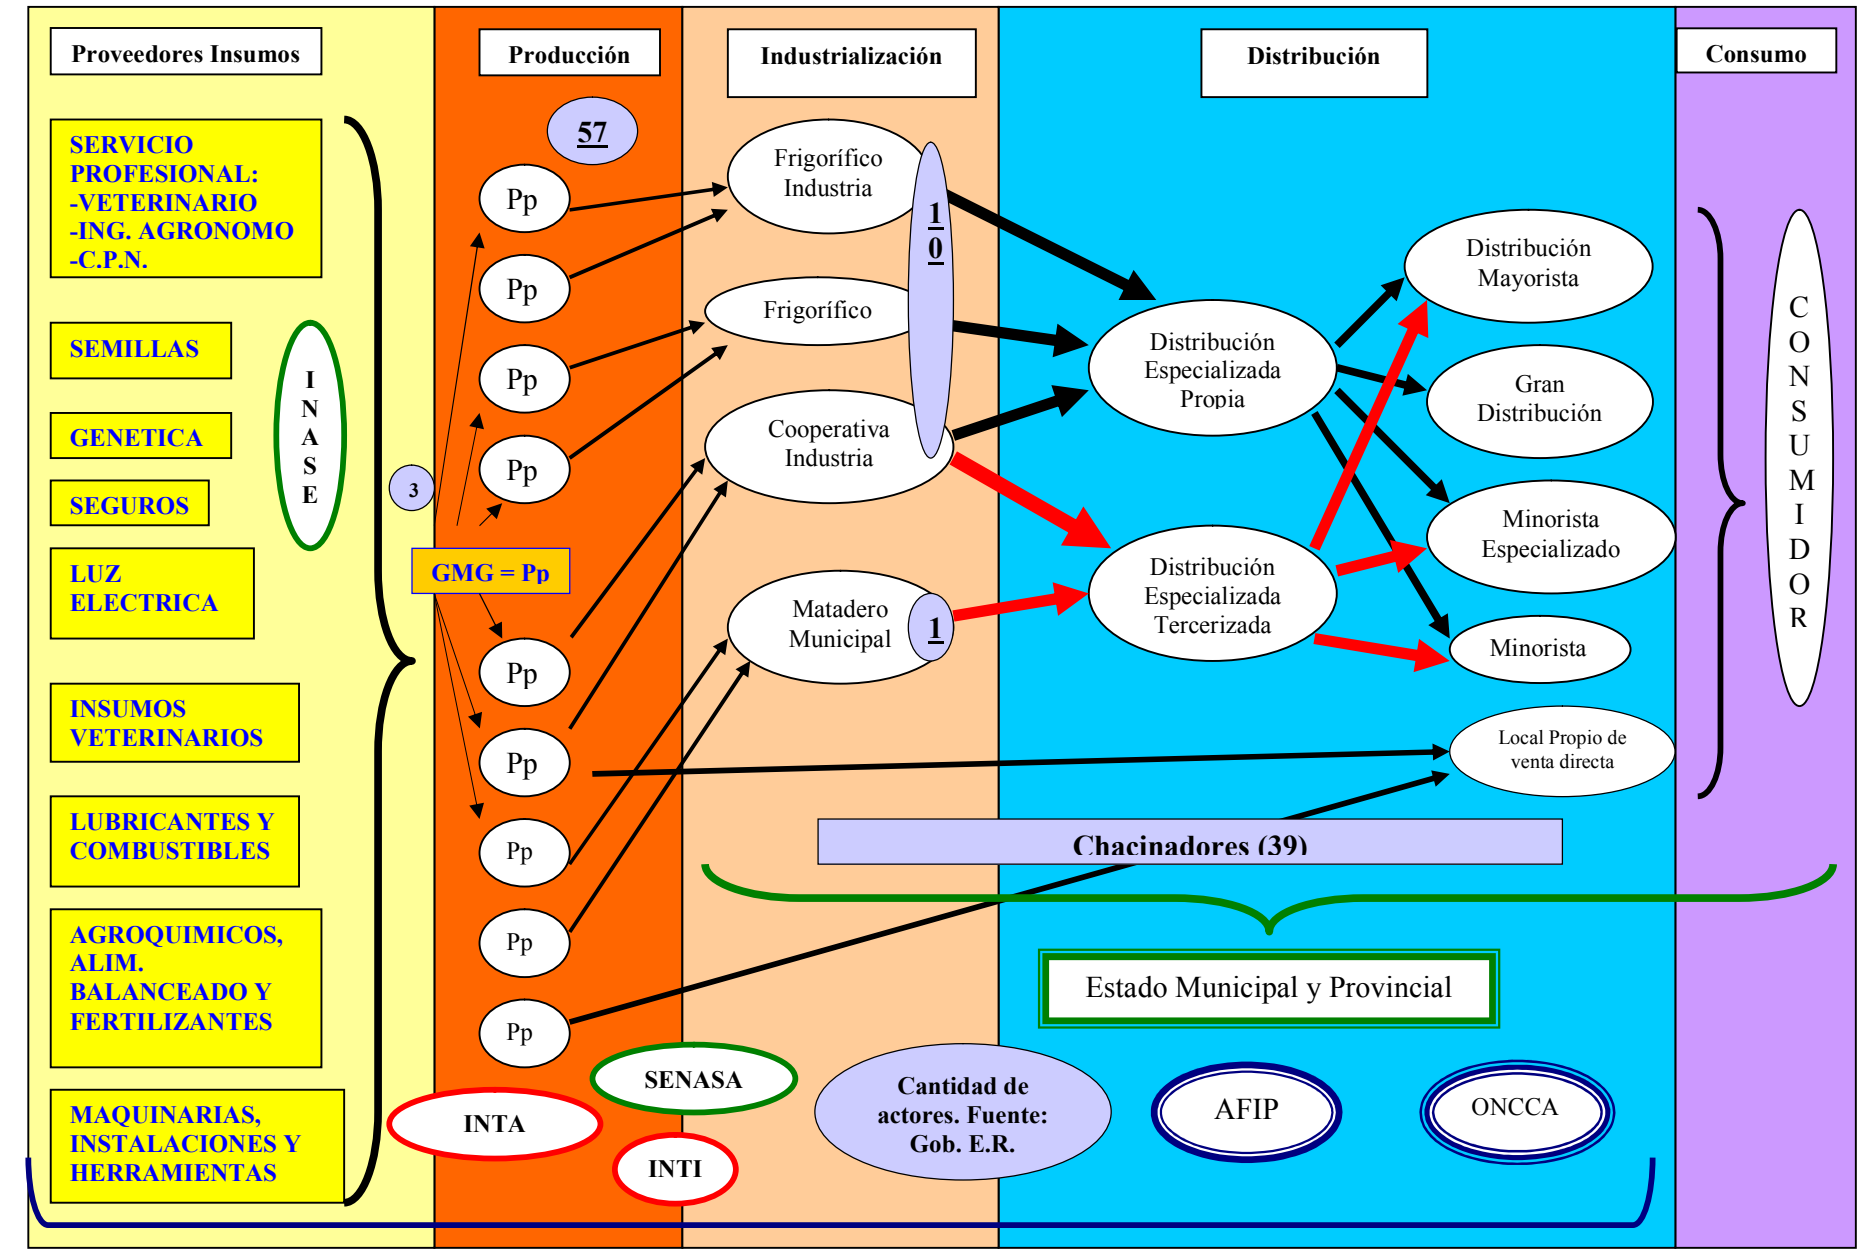 Proveedores Insumos
Producción
Industrialización
Distribución
Consumo
SERVICIO
PROFESIONAL:
-VETERINARIO
-ING. AGRONOMO
-C.P.N.
SEMILLAS
GENETICA
SEGUROS
LUZ
ELECTRICA
INSUMOS
VETERINARIOS
LUBRICANTES Y
COMBUSTIBLES
AGROQUIMICOS,
ALIM.
BALANCEADO Y
FERTILIZANTES
MAQUINARIAS,
INSTALACIONES Y
HERRAMIENTAS
I
N
A
S
E
3
57
Pp
Pp
Pp
Pp
GMG = Pp
Pp
Pp
Pp
Pp
Pp
INTA
SENASA
INTI
Frigorífico
Industria
Frigorífico
Cooperativa
Industria
1
0
Matadero
Municipal
1
Distribución
Especializada
Propia
Distribución
Especializada
Tercerizada
Distribución
Mayorista
Gran
Distribución
Minorista
Especializado
Minorista
Local Propio de
venta directa
C
O
N
S
U
M
I
D
O
R
Chacinadores (39)
Estado Municipal y Provincial
Cantidad de
actores. Fuente:
Gob. E.R.
AFIP
ONCCA